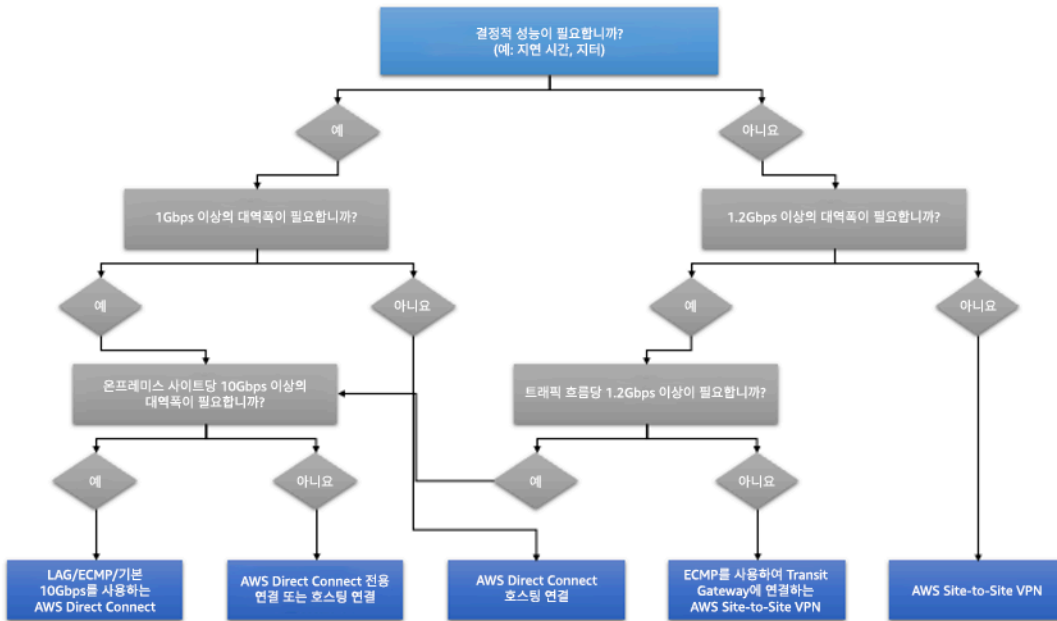 결정적 성능이 필요합니까?
(예: 지연 시간, 지터)
예
아니요
1Gbps 이상의 대역폭이 필요합니까?
1.2Gbps 이상의 대역폭이 필요합니까?
예
아니요
예
아니요
온프레미스 사이트당 10Gbps 이상의
대역폭이 필요합니까?
트래픽 흐름당 1.2Gbps 이상이 필요합니까?
예
아니요
예
아니요
LAG/ECMP/기본
10Gbps를 사용하는
AWS Direct Connect
AWS Direct Connect 전용
연결 또는 호스팅 연결
AWS Direct Connect
호스팅 연결
ECMP를 사용하여 Transit
Gateway에 연결하는
AWS Site-to-Site VPN
AWS Site-to-Site VPN